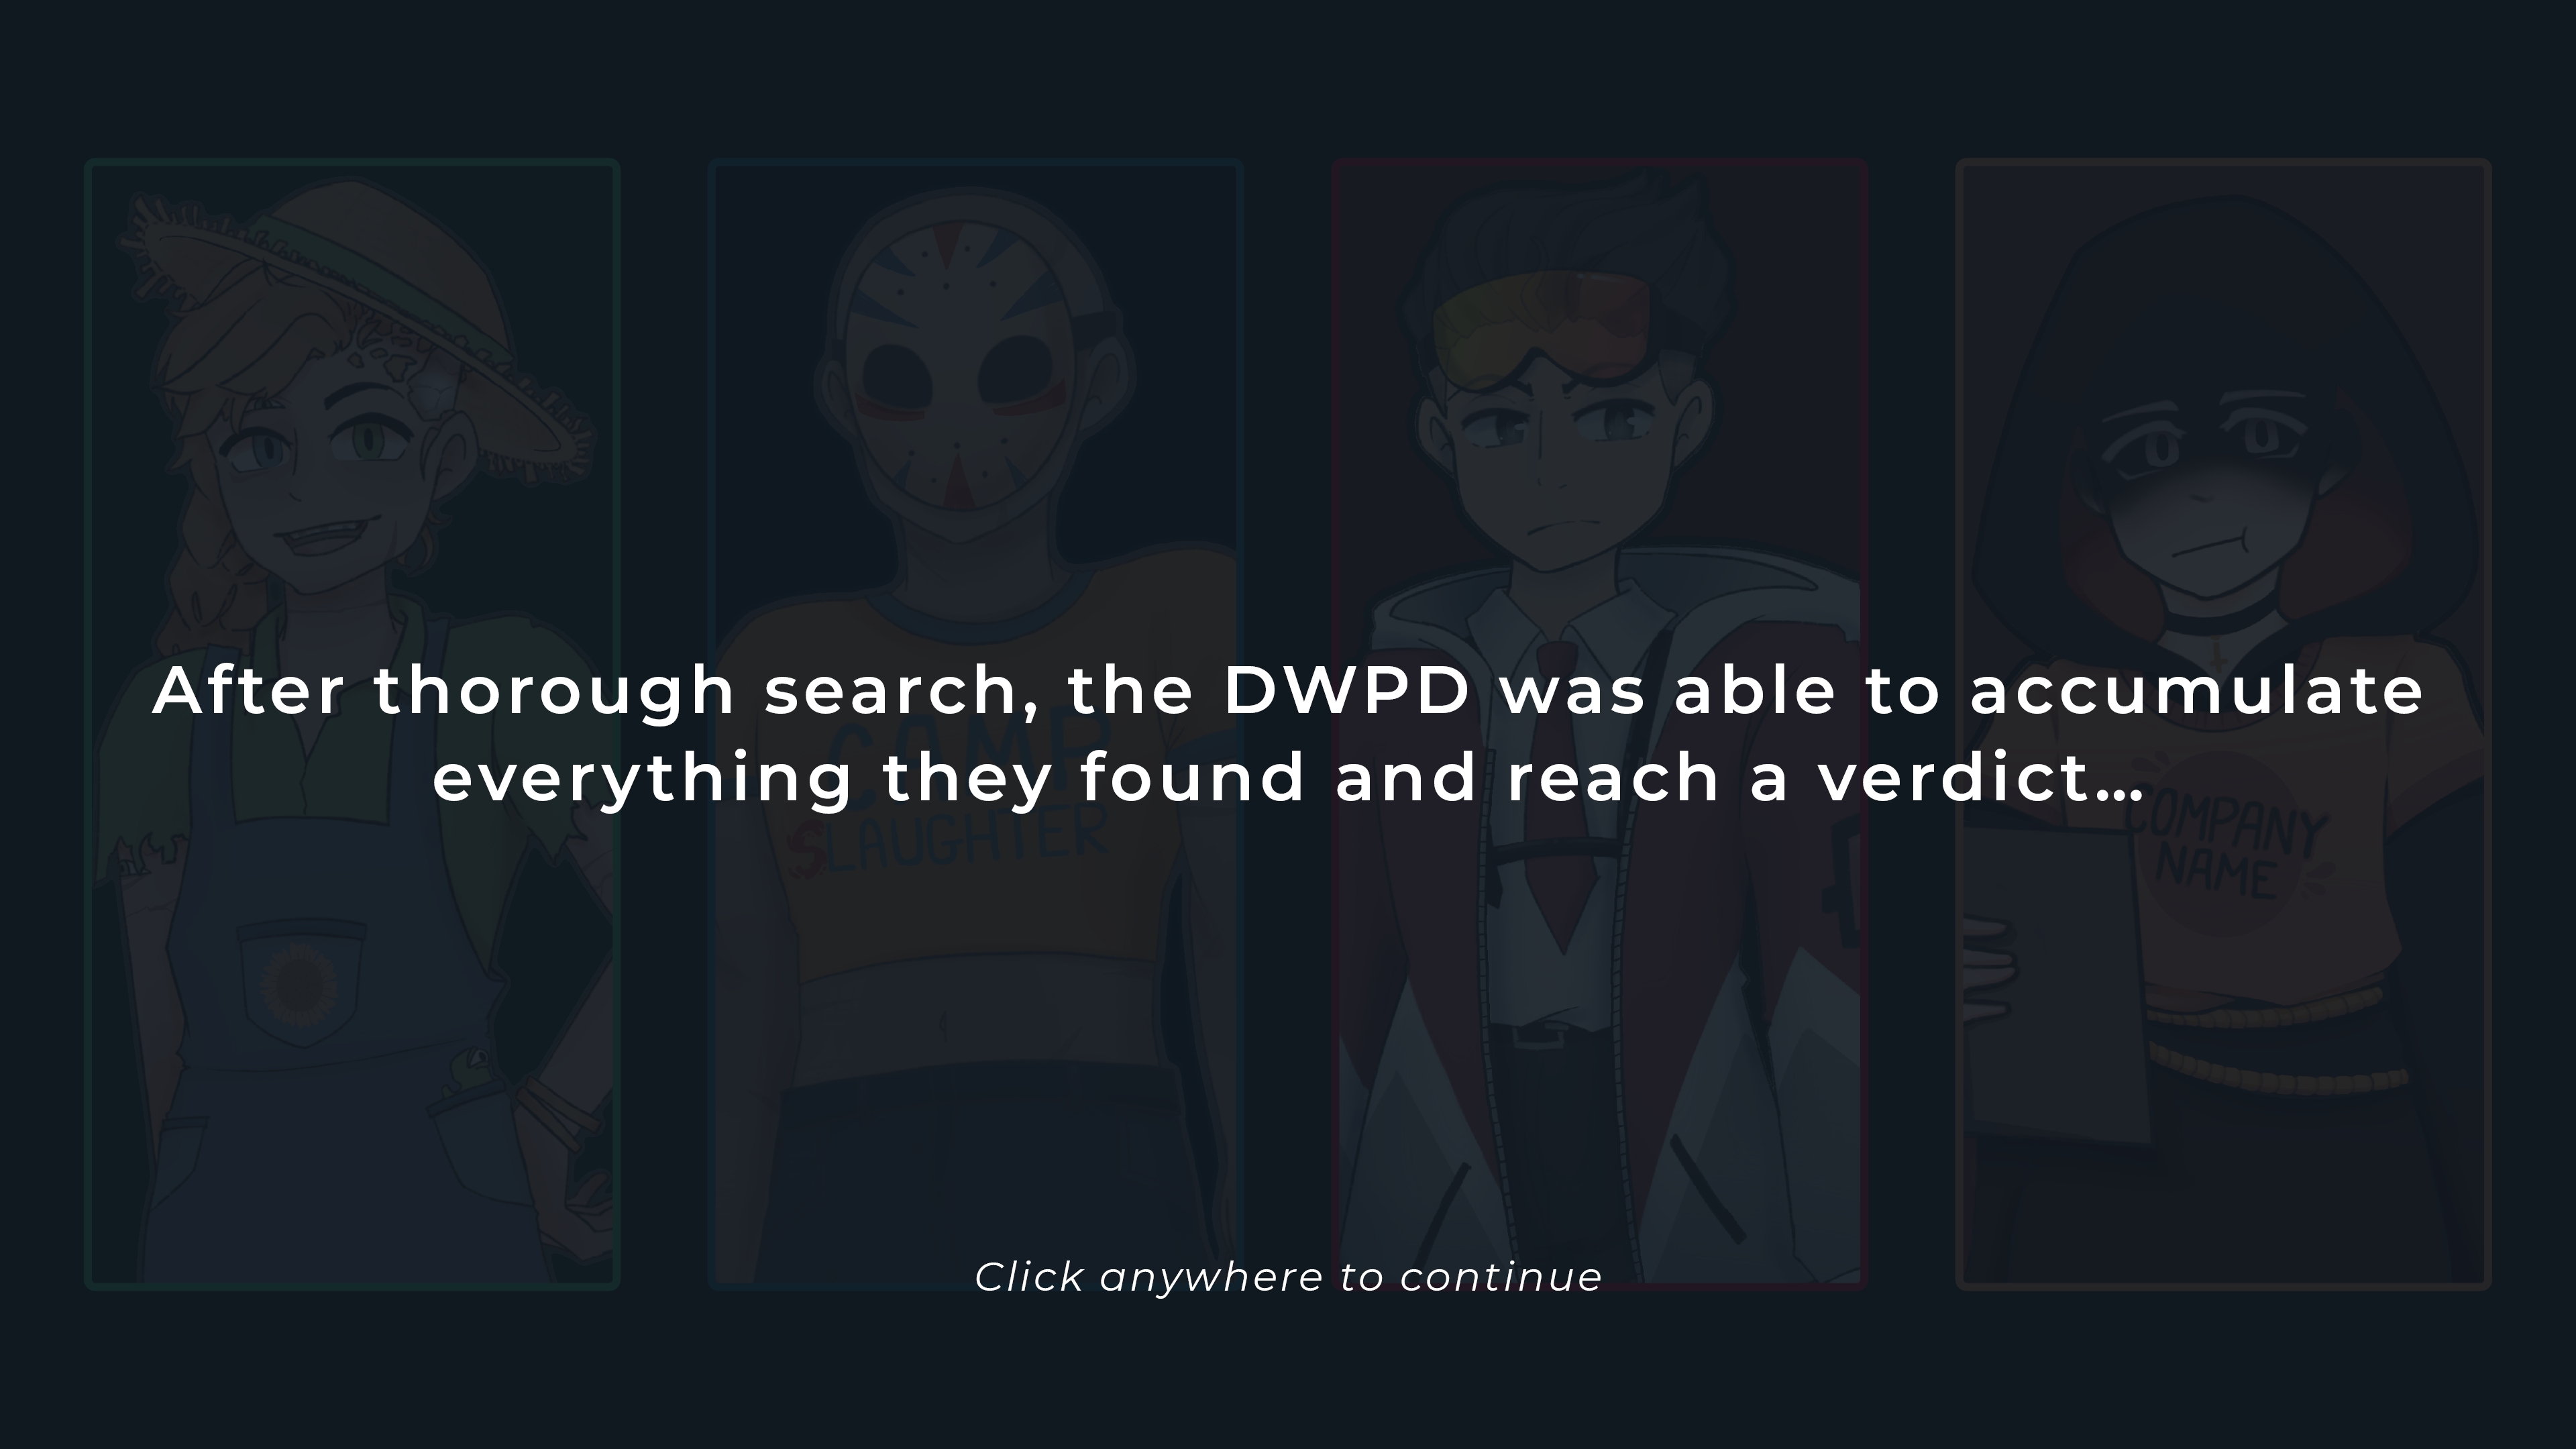 After thorough search, the DWPD was able to accumulate
everything they found and reach a verdict...
CAMP
SLAUGHTER
COMPANY
NAME
Click anywhere to continue